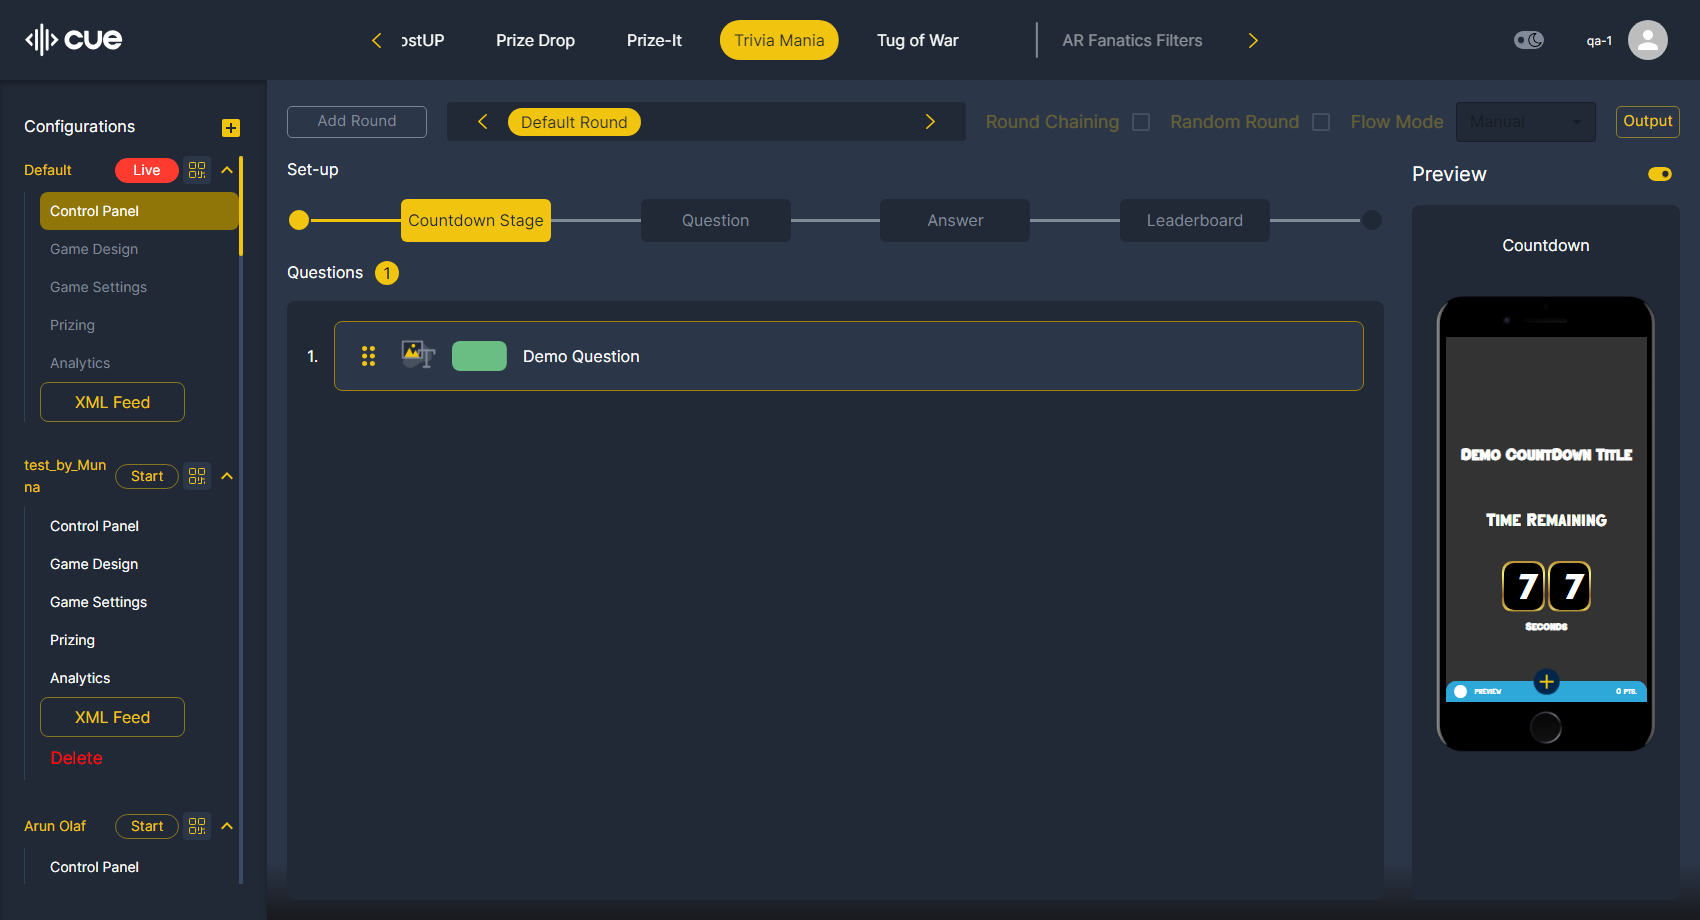 cue
ostUP
Prize Drop
Prize-It
Trivia Mania
Tug of War
AR Fanatics Filters
qa-1
Configurations
Add Round
Default Round
Round Chaining
Random Round
Flow Mode
Manual
Output
Default
Live
Control Panel
Game Design
Game Settings
Prizing
Analytics
XML Feed
test_by_Mun
na
Start
Control Panel
Game Design
Game Settings
Prizing
Analytics
XML Feed
Delete
Arun Olaf
Start
Control Panel
Set-up
Countdown Stage
Question
Answer
Leaderboard
Questions 1
1.
Demo Question
Preview
Countdown
Demo CountDown Title
Time Remaining
7 7
Seconds
PREVIEW
0 PTS.